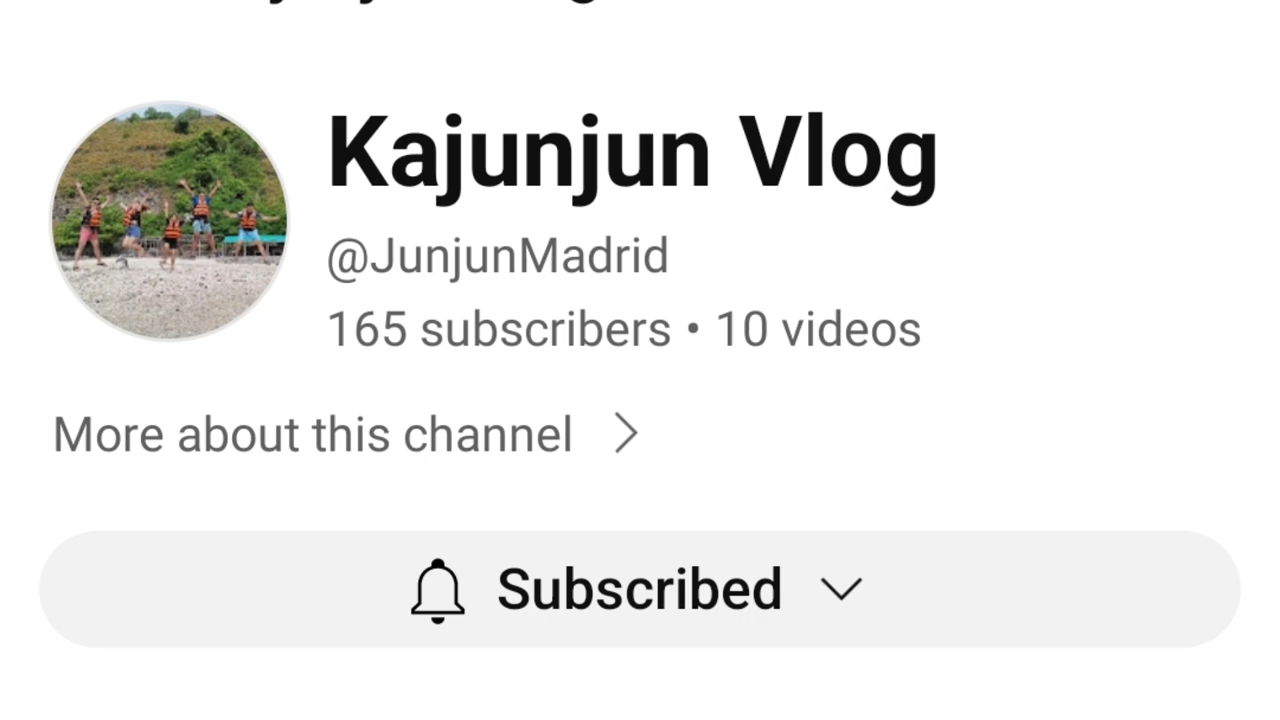 Kajunjun Vlog
@JunjunMadrid
165 subscribers • 10 videos
More about this channel
Subscribed